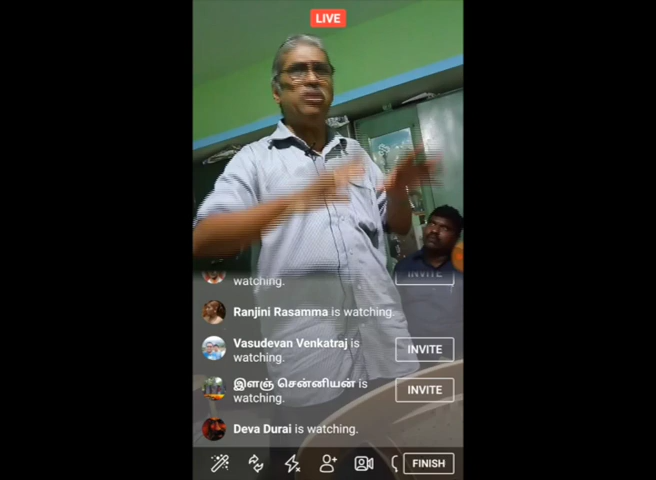 LIVE
watching.
INVITE
Ranjini Rasamma is watching.
Vasudevan Venkatraj is
watching.
INVITE
இளஞ் சென்னியன் is
watching.
INVITE
Deva Durai is watching.
FINISH